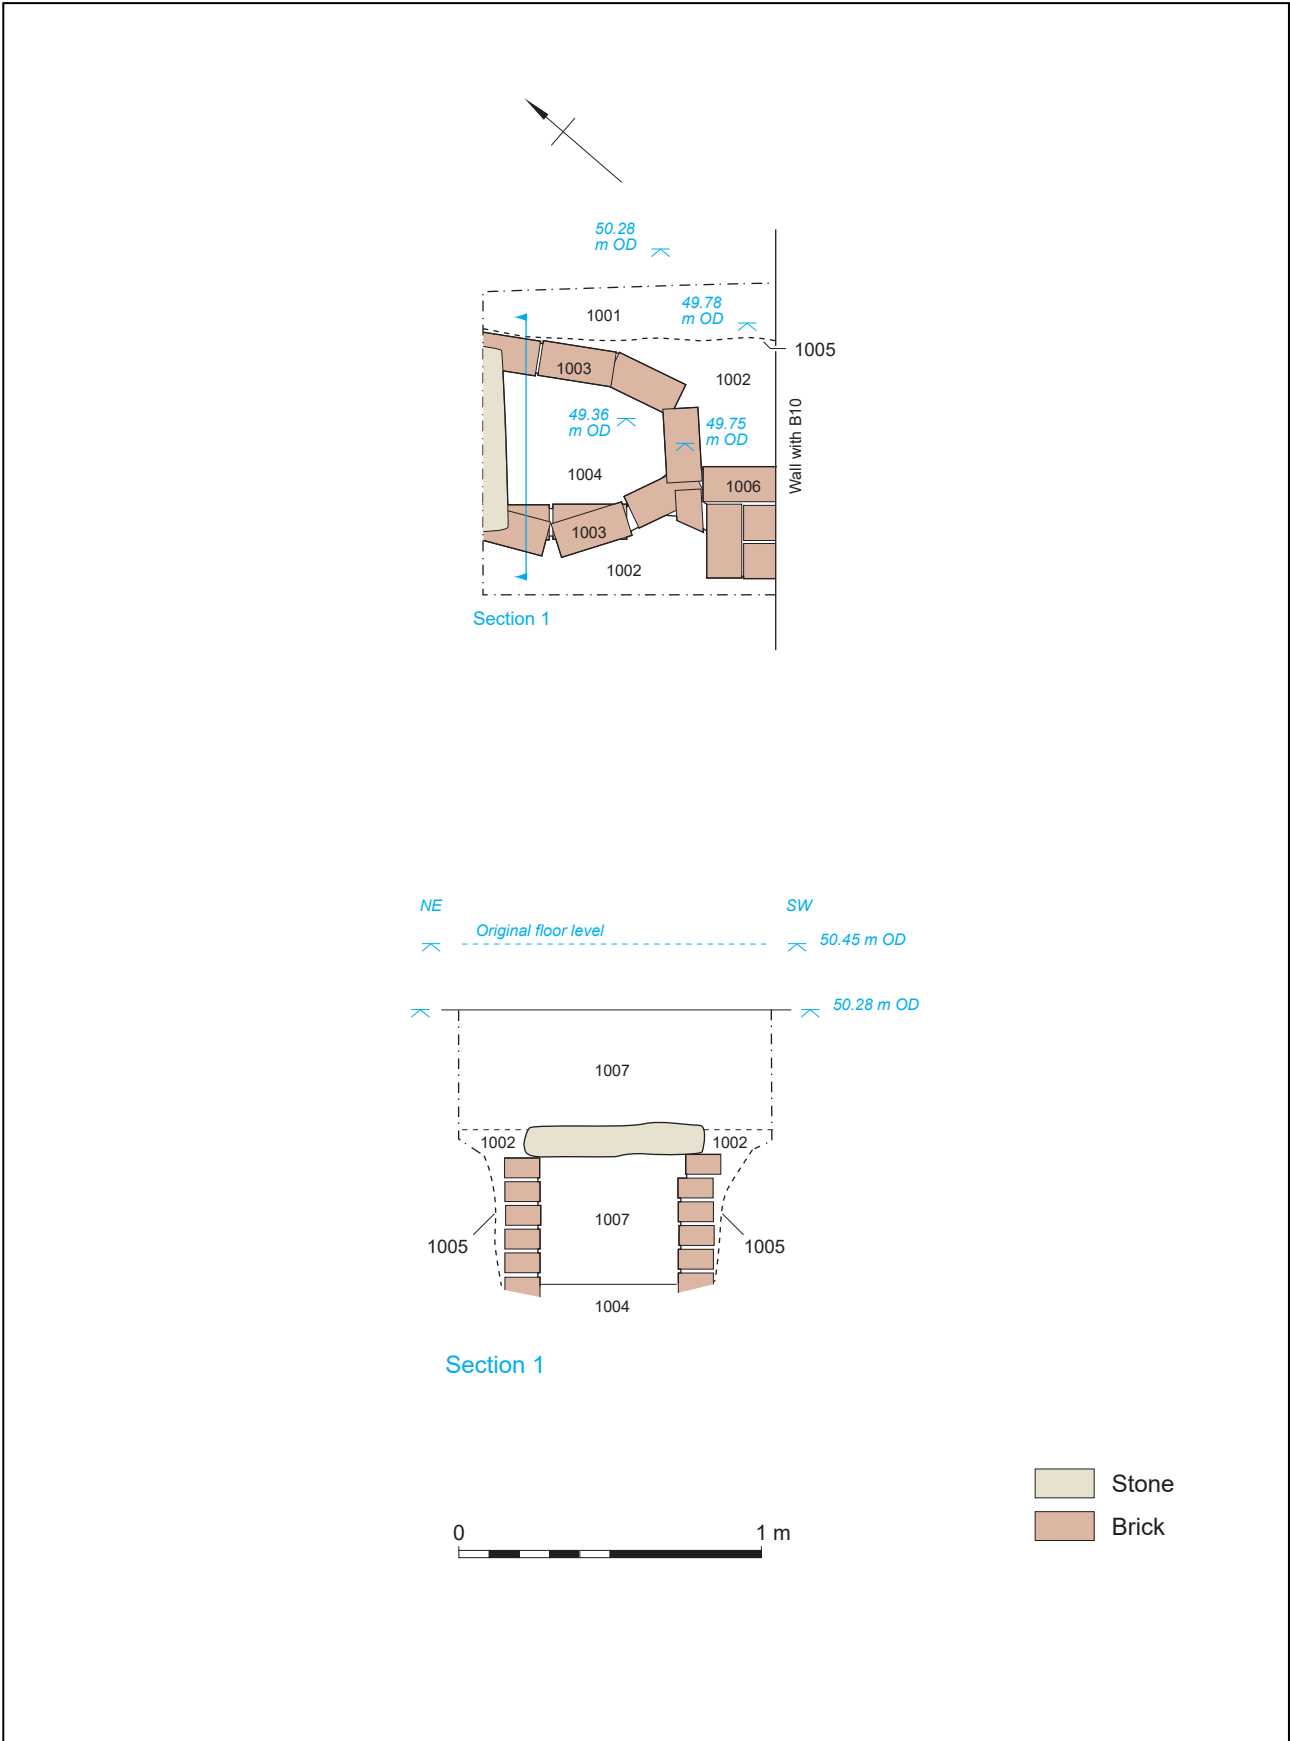 50.28
m OD
49.78
m OD
1001
1005
1003
1002
49.36
m OD
49.75
m OD
Wall with B10
1004
1006
1003
1002
Section 1
NE
SW
Original floor level
50.45 m OD
50.28 m OD
1007
1002
1002
1007
1005
1005
1004
Section 1
Stone
Brick
0
1 m